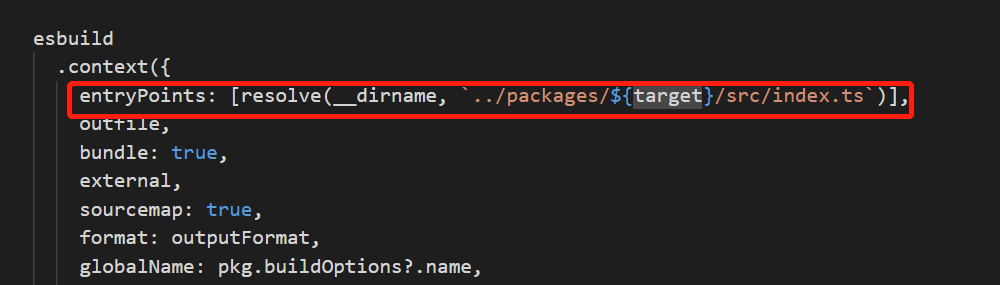 esbuild
.context({
entryPoints: [resolve(__dirname, `../packages/${target}/src/index.ts`)],
outfile,
bundle: true,
external,
sourcemap: true,
format: outputFormat,
globalName: pkg.buildOptions?.name,